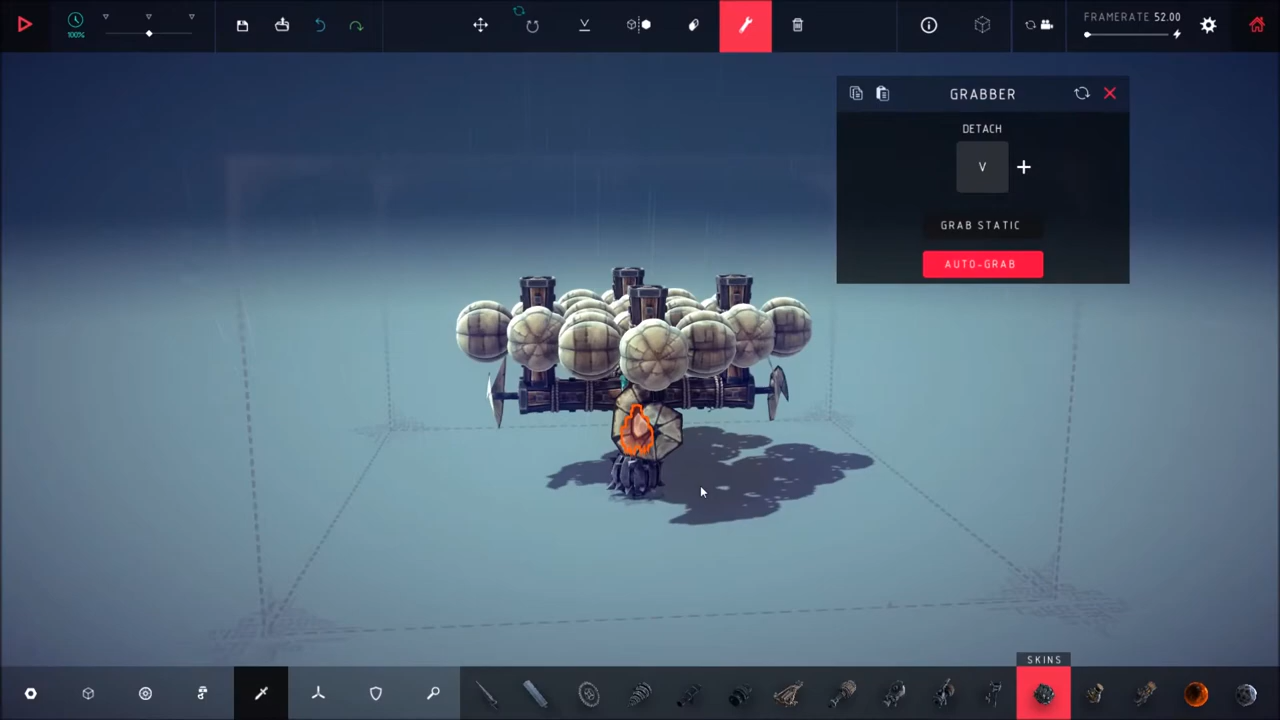 100%
FRAMERATE 52.00
GRABBER
DETACH
V
GRAB STATIC
AUTO-GRAB
SKINS